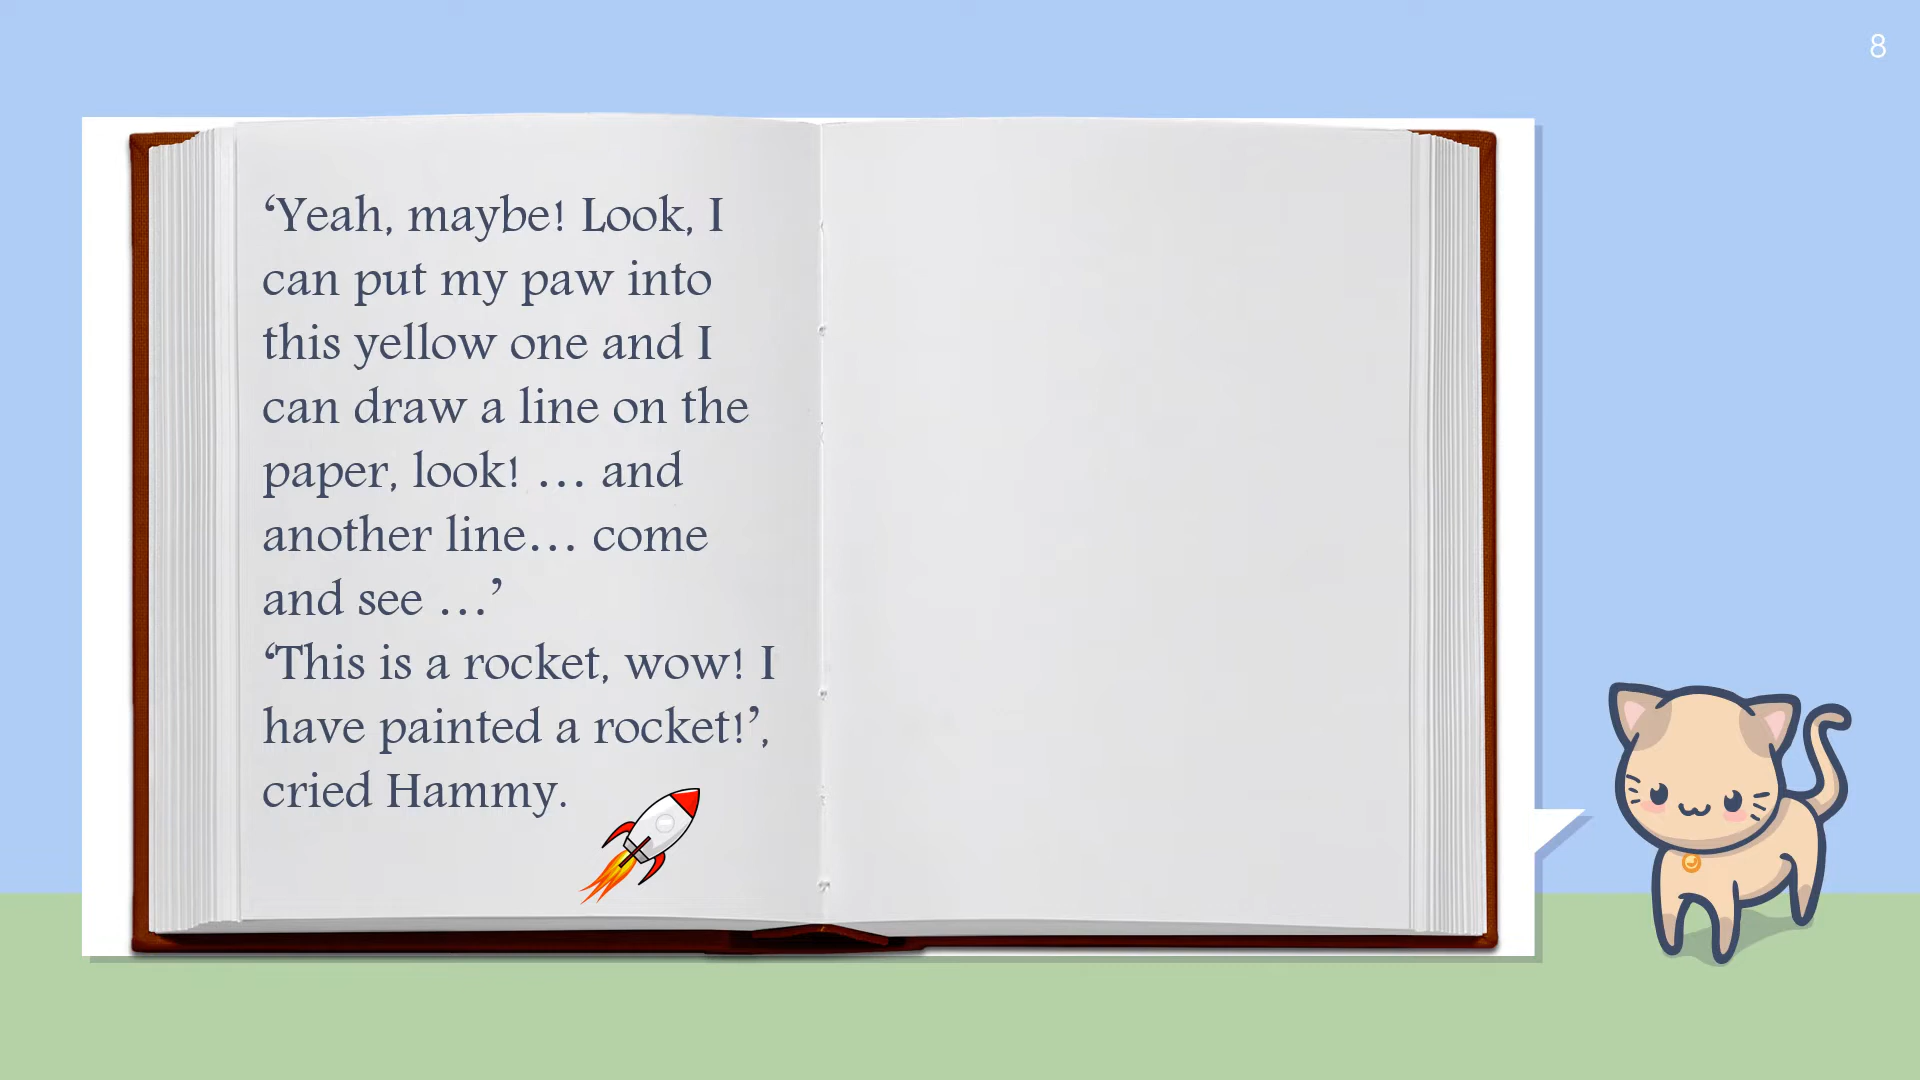 8
‘Yeah, maybe! Look, I
can put my paw into
this yellow one and I
can draw a line on the
paper, look! … and
another line… come
and see …’
‘This is a rocket, wow! I
have painted a rocket!’,
cried Hammy.